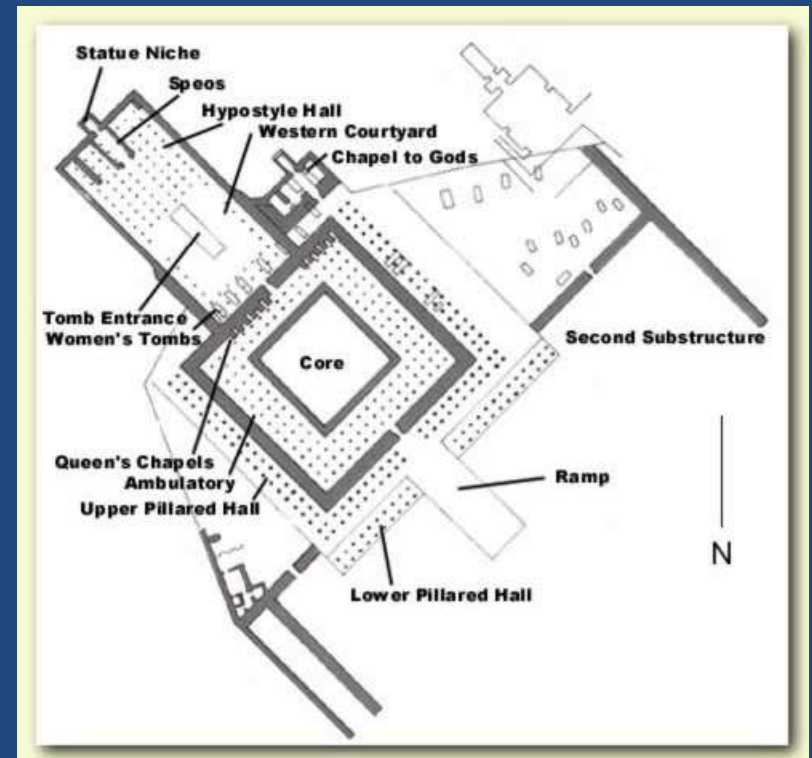 Statue Niche
Speos
Hypostyle Hall
Western Courtyard
Chapel to Gods
Tomb Entrance
Women's Tombs
Second Substructure
Core
Queen's Chapels
Ambulatory
Upper Pillared Hall
Ramp
N
Lower Pillared Hall